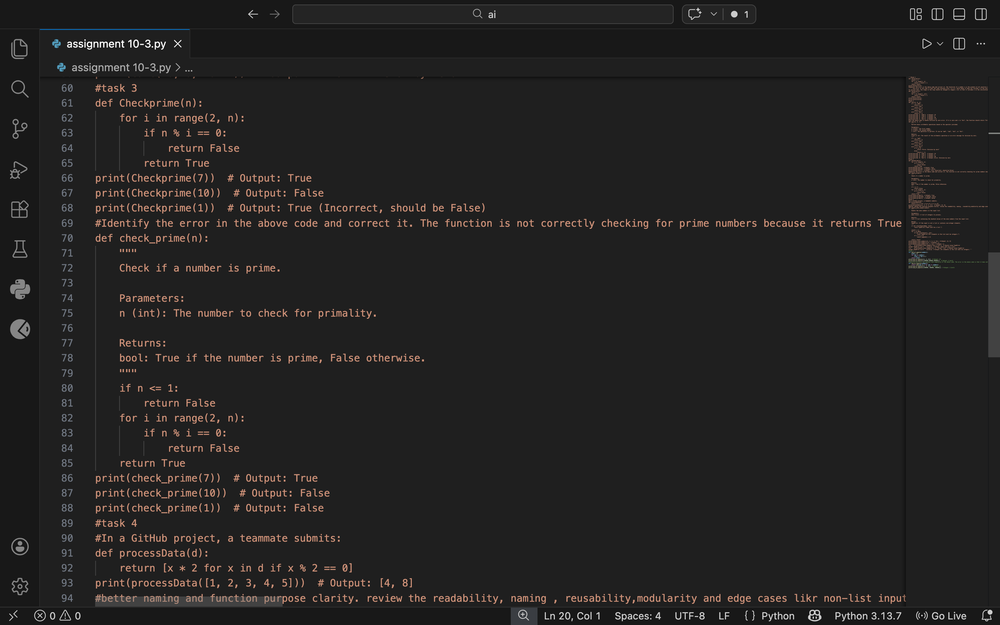 ai
1
assignment 10-3.py
assignment 10-3.py > ...
60 #task 3
61 def Checkprime(n):
62     for i in range(2, n):
63         if n % i == 0:
64             return False
65         return True
66 print(Checkprime(7))  # Output: True
67 print(Checkprime(10))  # Output: False
68 print(Checkprime(1))  # Output: True (Incorrect, should be False)
69 #Identify the error in the above code and correct it. The function is not correctly checking for prime numbers because it returns True
70 def check_prime(n):
71     """
72     Check if a number is prime.
73
74     Parameters:
75     n (int): The number to check for primality.
76
77     Returns:
78     bool: True if the number is prime, False otherwise.
79     """
80     if n <= 1:
81         return False
82     for i in range(2, n):
83         if n % i == 0:
84             return False
85     return True
86 print(check_prime(7))  # Output: True
87 print(check_prime(10))  # Output: False
88 print(check_prime(1))  # Output: False
89 #task 4
90 #In a GitHub project, a teammate submits:
91 def processData(d):
92     return [x * 2 for x in d if x % 2 == 0]
93 print(processData([1, 2, 3, 4, 5]))  # Output: [4, 8]
94 #better naming and function purpose clarity. review the readability, naming , reusability,modularity and edge cases likr non-list input
0 0 Ln 20, Col 1 Spaces: 4 UTF-8 LF { } Python Python 3.13.7 Go Live